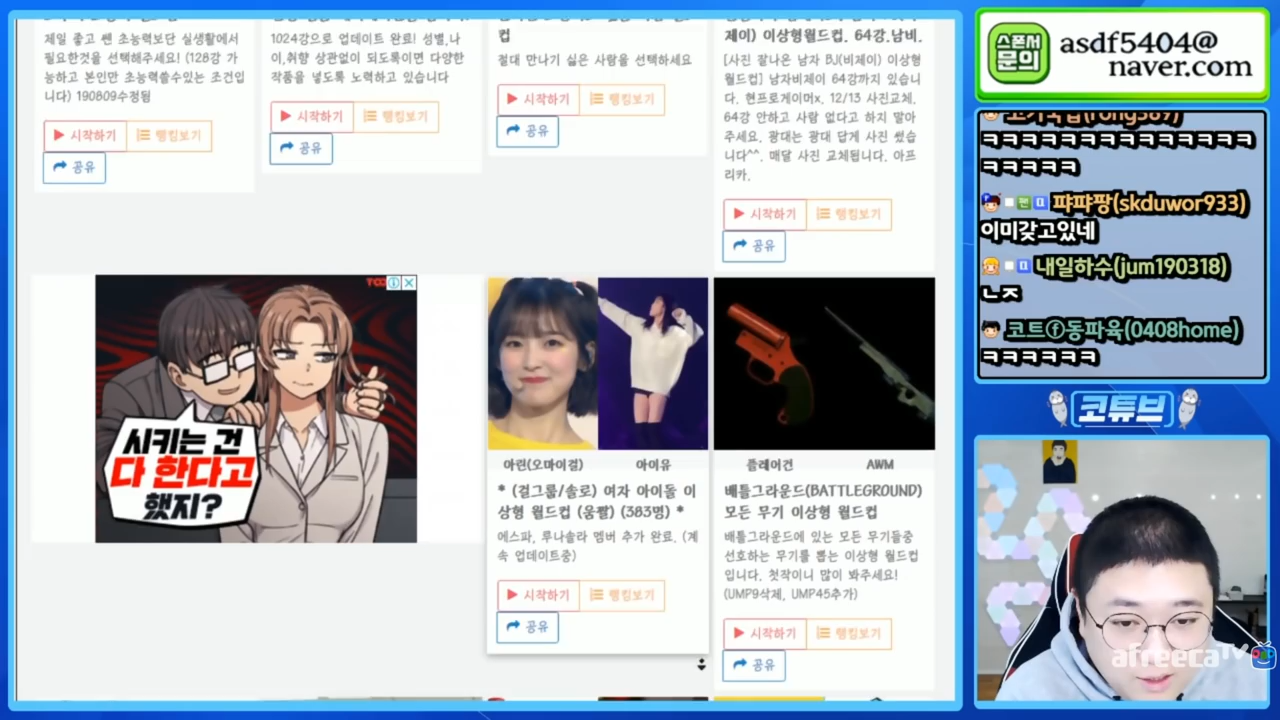 제일 좋고 쎈 초능력보단 실생활에서
필요한것을 선택해주세요! (128강 가
능하고 본인만 초능력쓸수있는 조건입
니다) 190809수정됨
시작하기
랭킹보기
공유
1024강으로 업데이트 완료! 성별,나
이,취향 상관없이 되도록이면 다양한
작품들 넣도록 노력하고 있습니다
시작하기
랭킹보기
공유
컵
절대 만나기 싫은 사람을 선택하세요
시작하기
랭킹보기
공유
제이) 이상형월드컵. 64강.남비.
[사진 잘나온 남자 BJ(비제이) 이상형
월드컵] 남자비제이 64강까지 있습니
다. 현프로게이머x. 12/13 사진교체.
64강 안하고 사람 없다고 하지 말아
주세요. 광대는 광대 답게 사진 썼습
니다^^. 매달 사진 교체됩니다. 아프
리카.
시작하기
랭킹보기
공유
시키는 건
다 한다고
했지?
아린(오마이걸)
아이유
* (걸그룹/솔로) 여자 아이돌 이
상형 월드컵 (움짤) (383명) *
에스파, 루나솔라 멤버 추가 완료. (계
속 업데이트중)
시작하기
랭킹보기
공유
플레어건
AWM
배틀그라운드(BATTLEGROUND)
모든 무기 이상형 월드컵
배틀그라운드에 있는 모든 무기들중
선호하는 무기를 뽑는 이상형 월드컵
입니다. 첫작이니 많이 봐주세요!
(UMP9삭제, UMP45추가)
시작하기
랭킹보기
공유
스폰서
문의
asdf5404@
naver.com
ㅋㅋㅋㅋㅋㅋㅋㅋㅋㅋㅋㅋㅋㅋㅋ
ㅋㅋㅋㅋㅋ
팬
퍄퍄팡(skduwor933)
이미갖고있네
내일하수(jum190318)
ㄴㅈ
코트ⓕ동파육(0408home)
ㅋㅋㅋㅋㅋㅋ
코튜브
afreecaTV